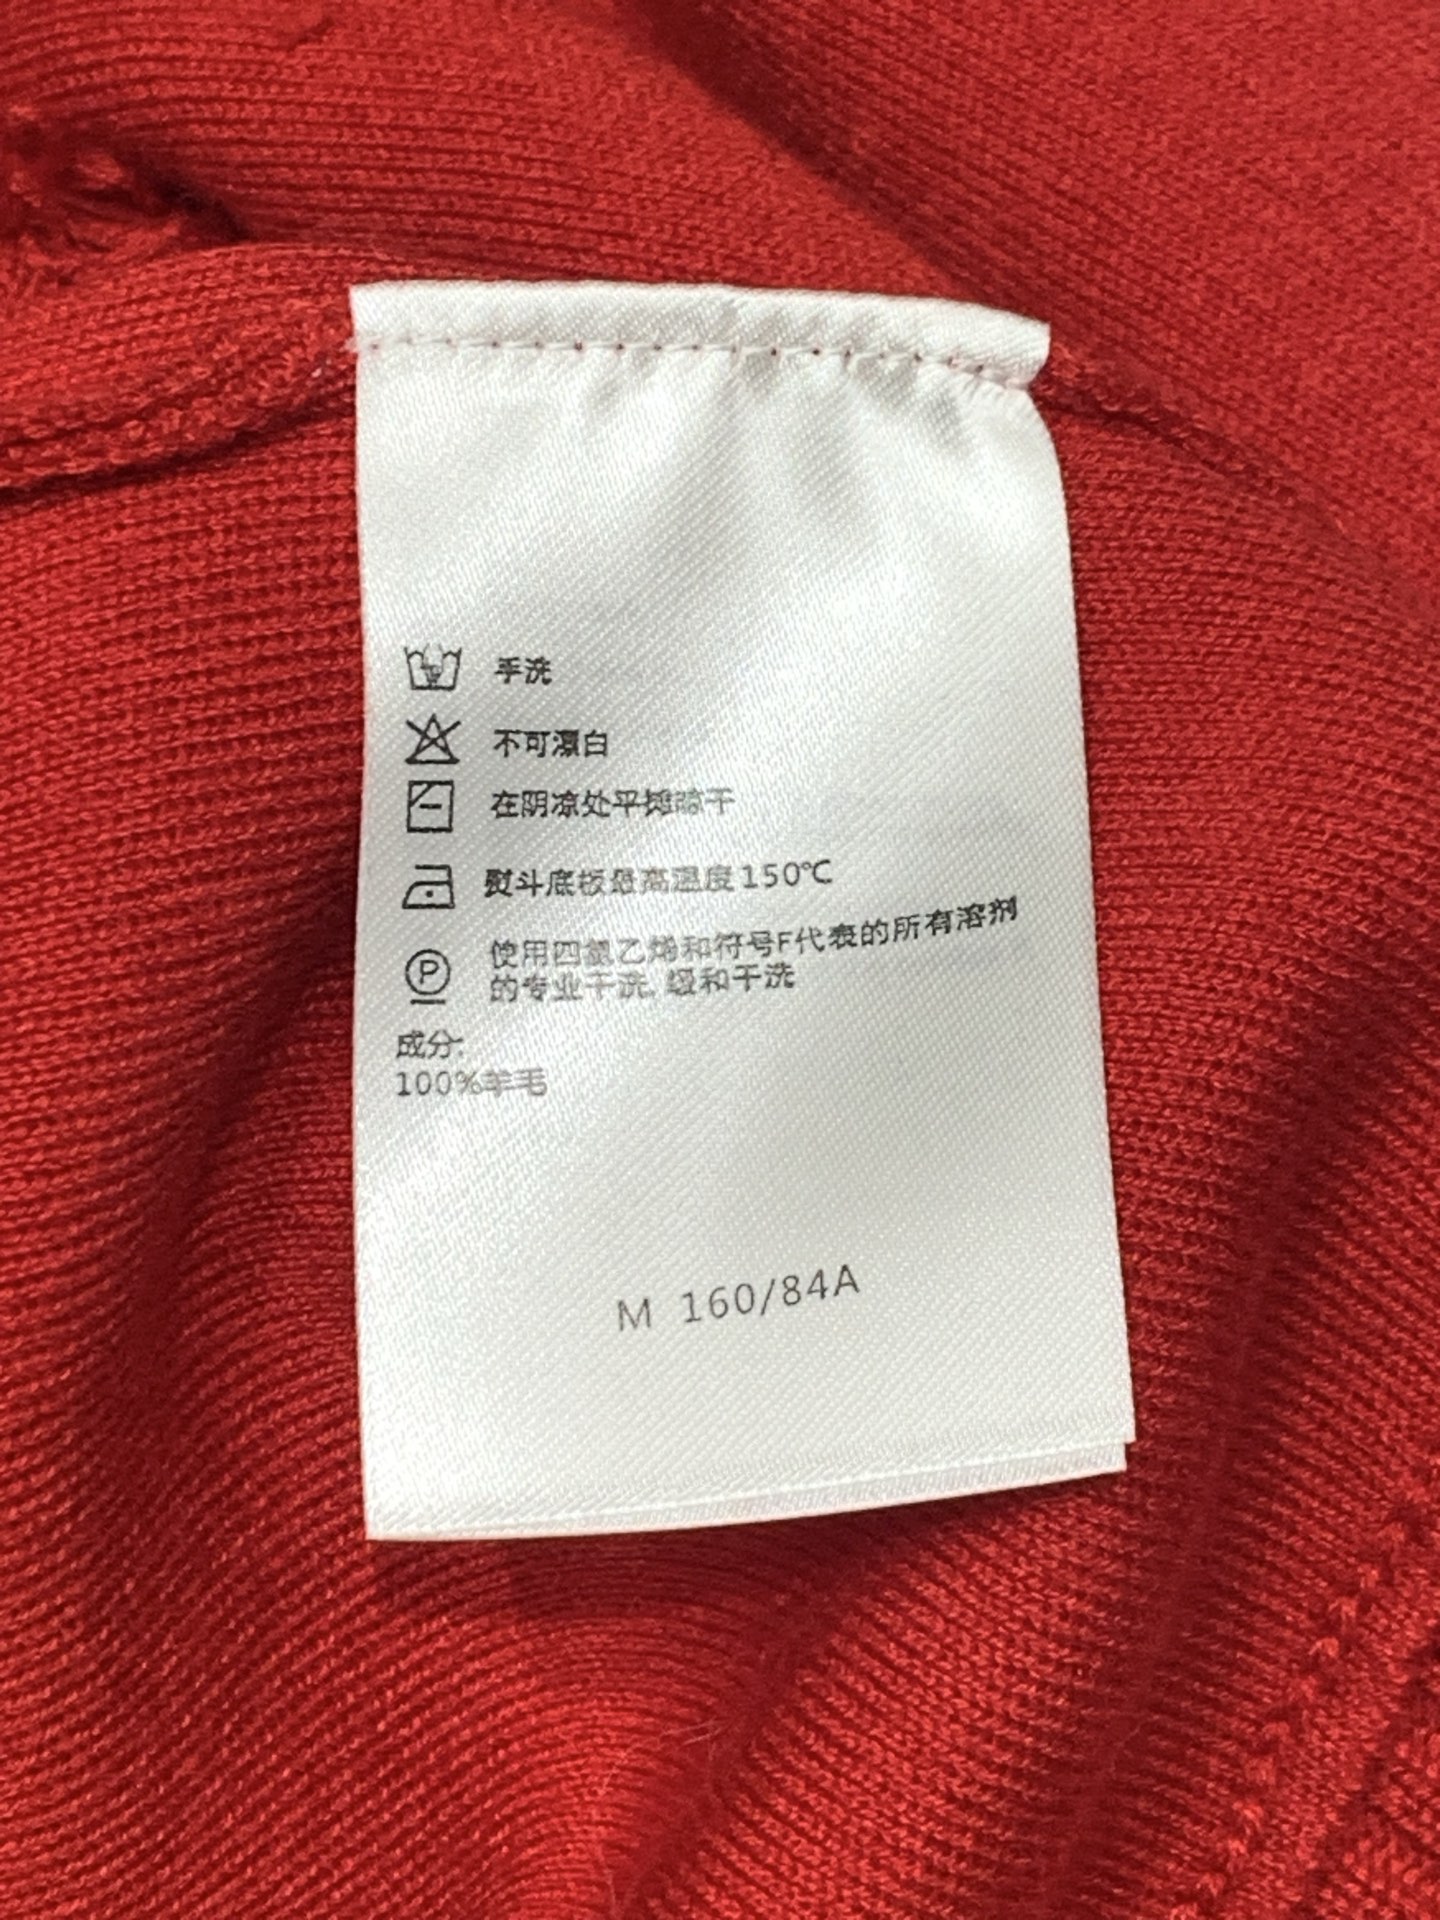 手洗
不可漂白
在阴凉处平摊晾干
熨斗底板最高温度150℃
P
使用四氯乙烯和符号F代表的所有溶剂
的专业干洗, 缓和干洗
成分:
100%羊毛
M 160/84A